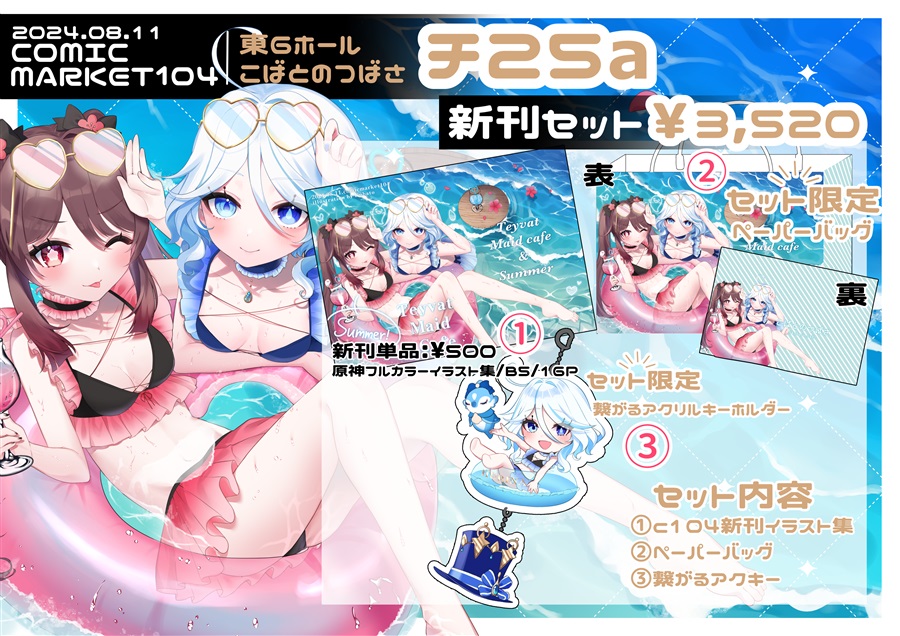 2024.08.11
COMIC
MARKET104
東6ホール
こばとのつばさ
チ25a
新刊セット¥3,520
Teyvat
Maid cafe
&
Summer
Summer!
Teyvat
Maid
①
新刊単品:¥500
原神フルカラーイラスト集/B5/16P
表
②
セット限定
ペーパーバッグ
Maid cafe
裏
セット限定
繋がるアクリルキーホルダー
③
セット内容
①c104新刊イラスト集
②ペーパーバッグ
③繋がるアクキー